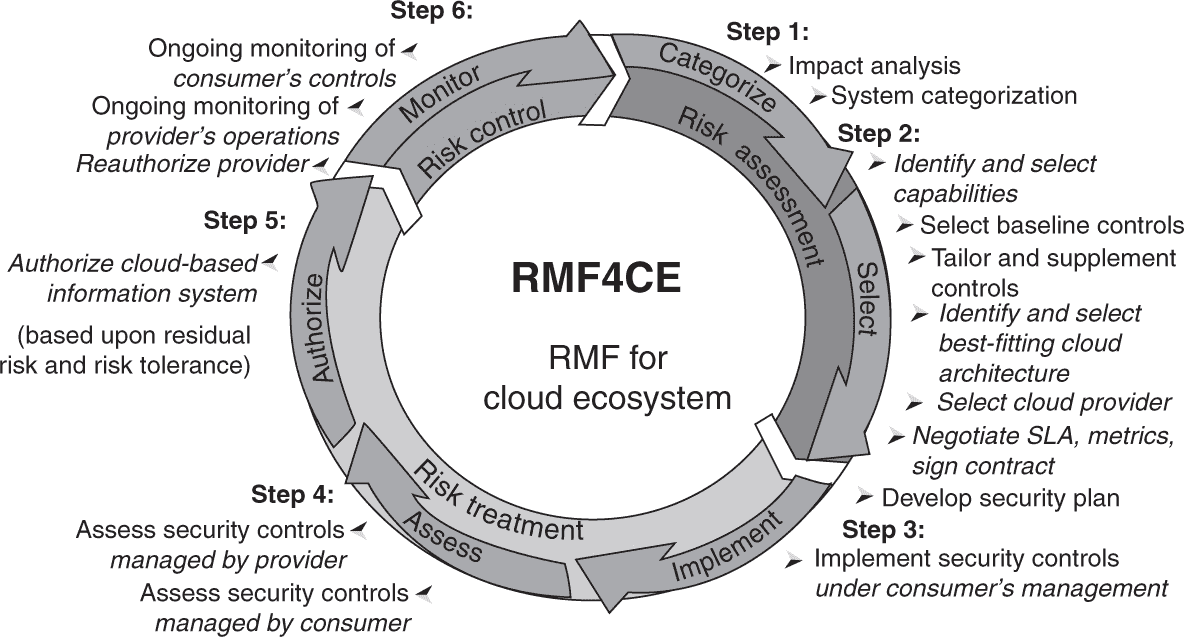 Step 6:
Ongoing monitoring of
consumer's controls
Ongoing monitoring of
provider's operations
Reauthorize provider
Step 5:
Authorize cloud-based
information system
(based upon residual
risk and risk tolerance)
Step 4:
Assess security controls
managed by provider
Assess security controls
managed by consumer
Monitor
Risk control
Categorize
Risk assessment
Select
Authorize
Risk treatment
Assess
Implement
RMF4CE
RMF for
cloud ecosystem
Step 1:
Impact analysis
System categorization
Step 2:
Identify and select
capabilities
Select baseline controls
Tailor and supplement
controls
Identify and select
best-fitting cloud
architecture
Select cloud provider
Negotiate SLA, metrics,
sign contract
Develop security plan
Step 3:
Implement security controls
under consumer's management